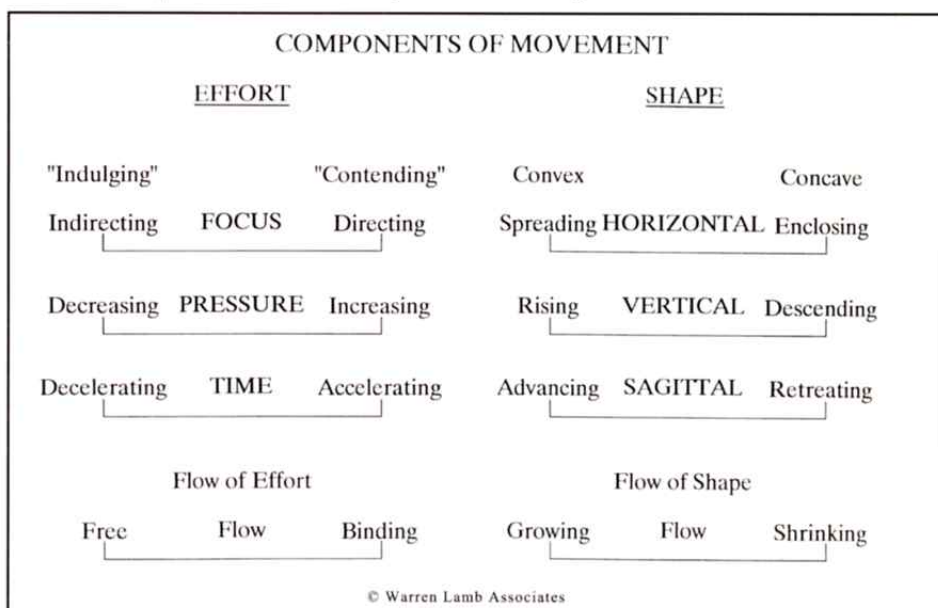 COMPONENTS OF MOVEMENT
EFFORT SHAPE
"Indulging" "Contending" Convex Concave
Indirecting FOCUS Directing Spreading HORIZONTAL Enclosing
Decreasing PRESSURE Increasing Rising VERTICAL Descending
Decelerating TIME Accelerating Advancing SAGITTAL Retreating
Flow of Effort Flow of Shape
Free Flow Binding Growing Flow Shrinking
© Warren Lamb Associates